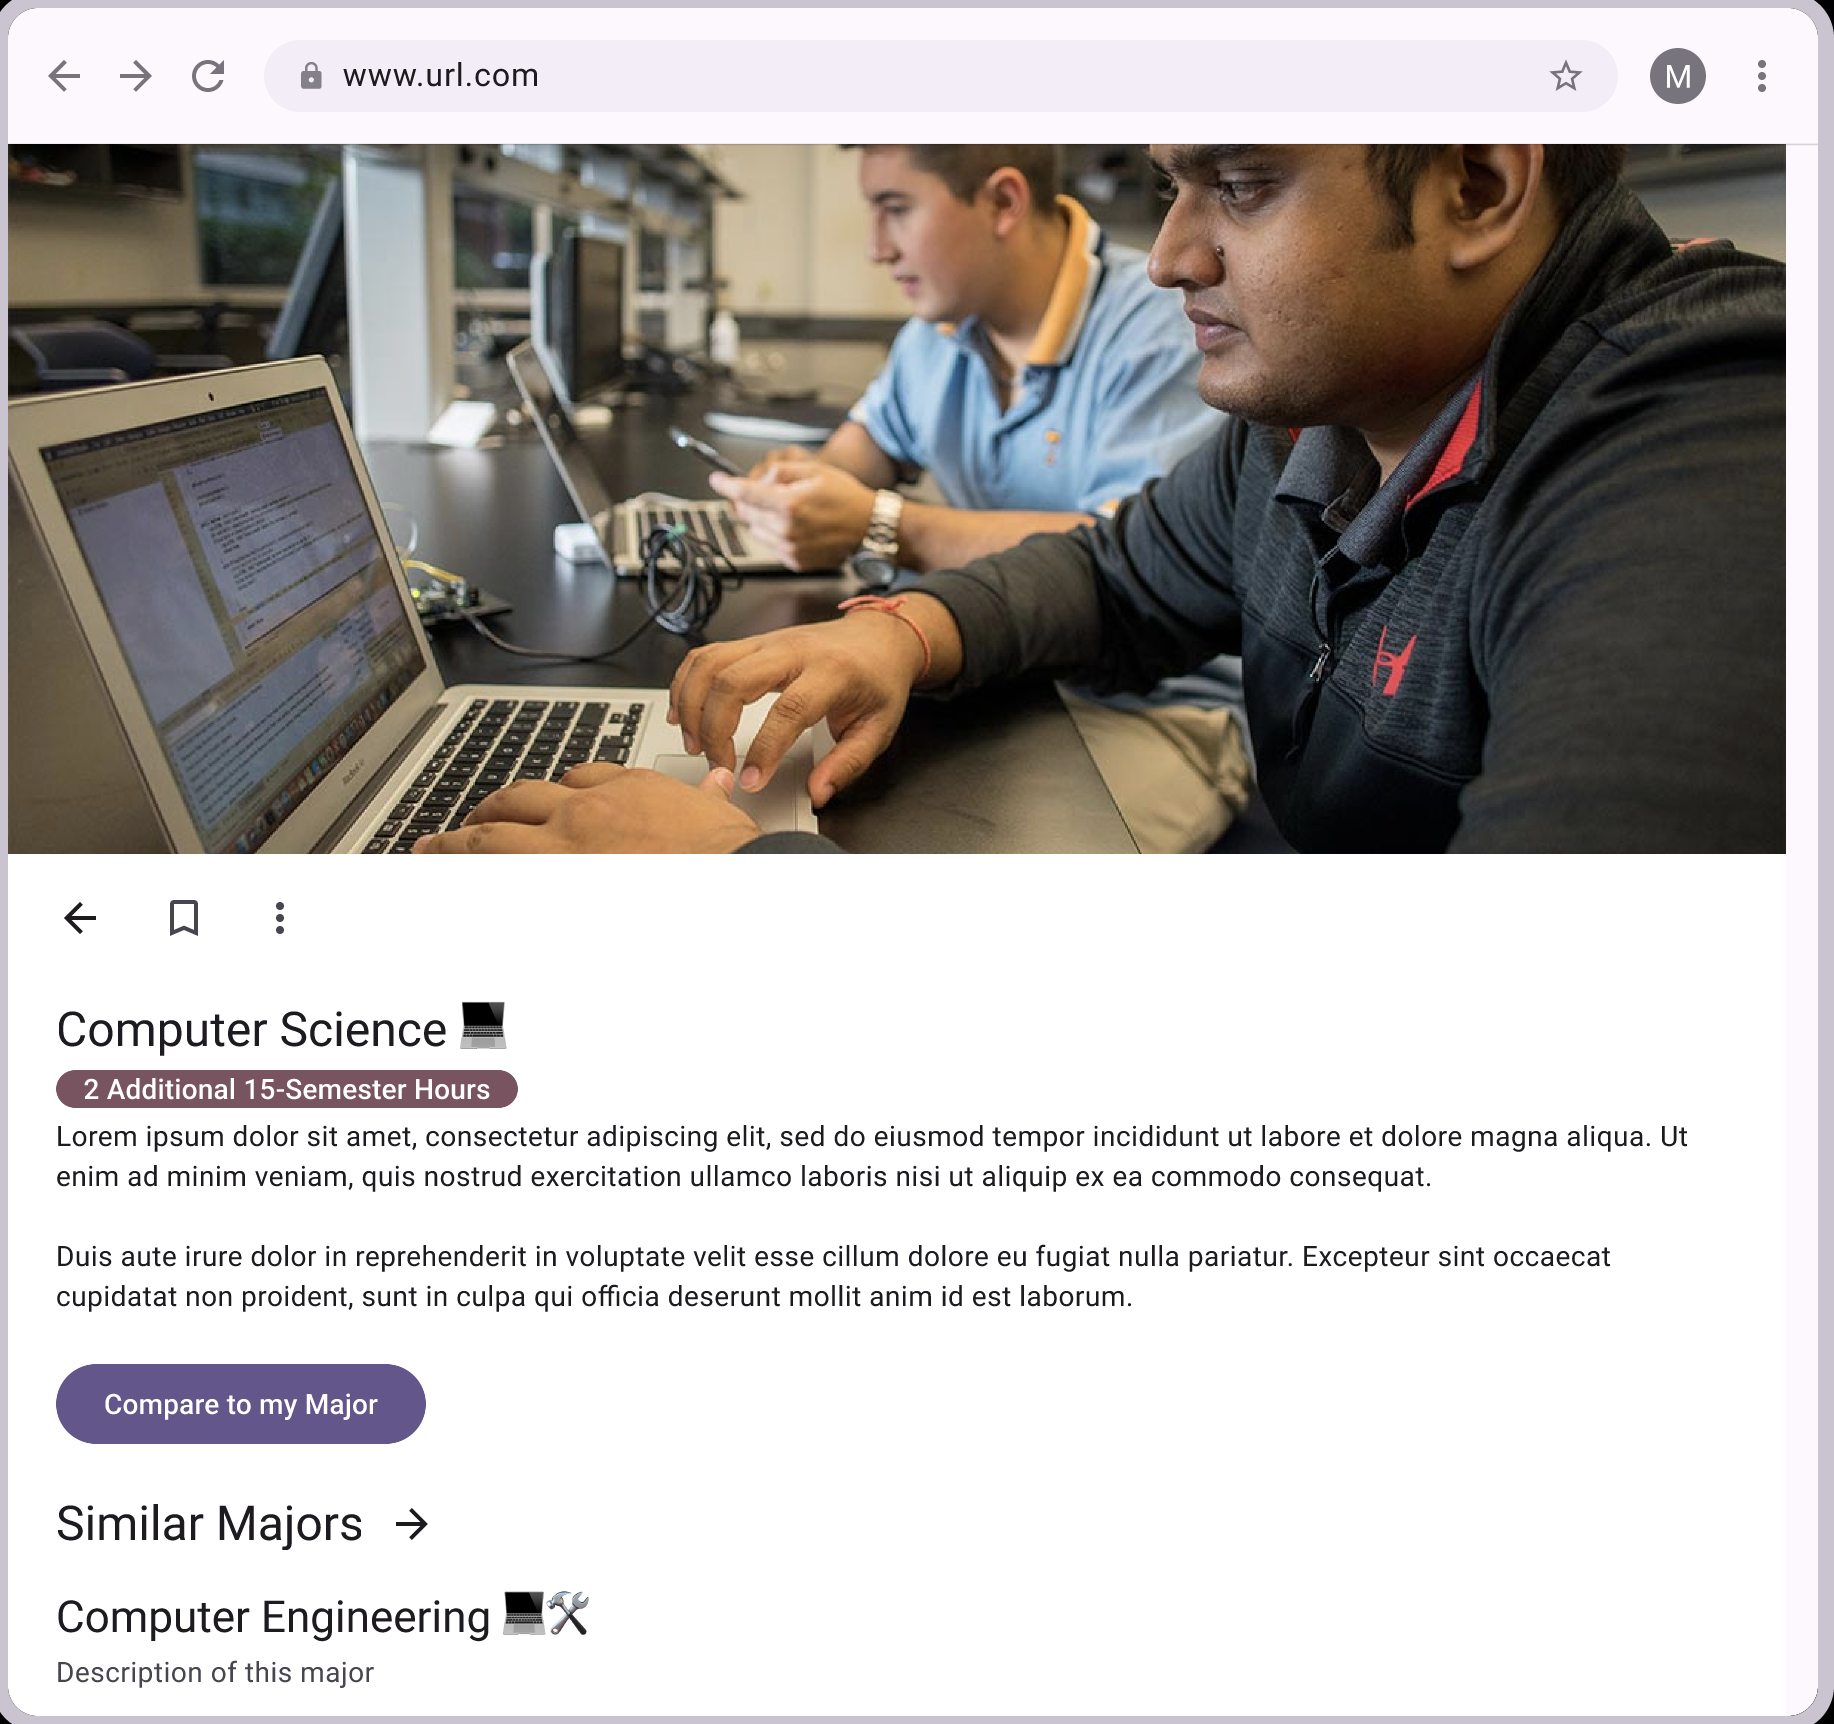 www.url.com
M
Computer Science
2 Additional 15-Semester Hours
Lorem ipsum dolor sit amet, consectetur adipiscing elit, sed do eiusmod tempor incididunt ut labore et dolore magna aliqua. Ut
enim ad minim veniam, quis nostrud exercitation ullamco laboris nisi ut aliquip ex ea commodo consequat.
Duis aute irure dolor in reprehenderit in voluptate velit esse cillum dolore eu fugiat nulla pariatur. Excepteur sint occaecat
cupidatat non proident, sunt in culpa qui officia deserunt mollit anim id est laborum.
Compare to my Major
Similar Majors →
Computer Engineering
Description of this major